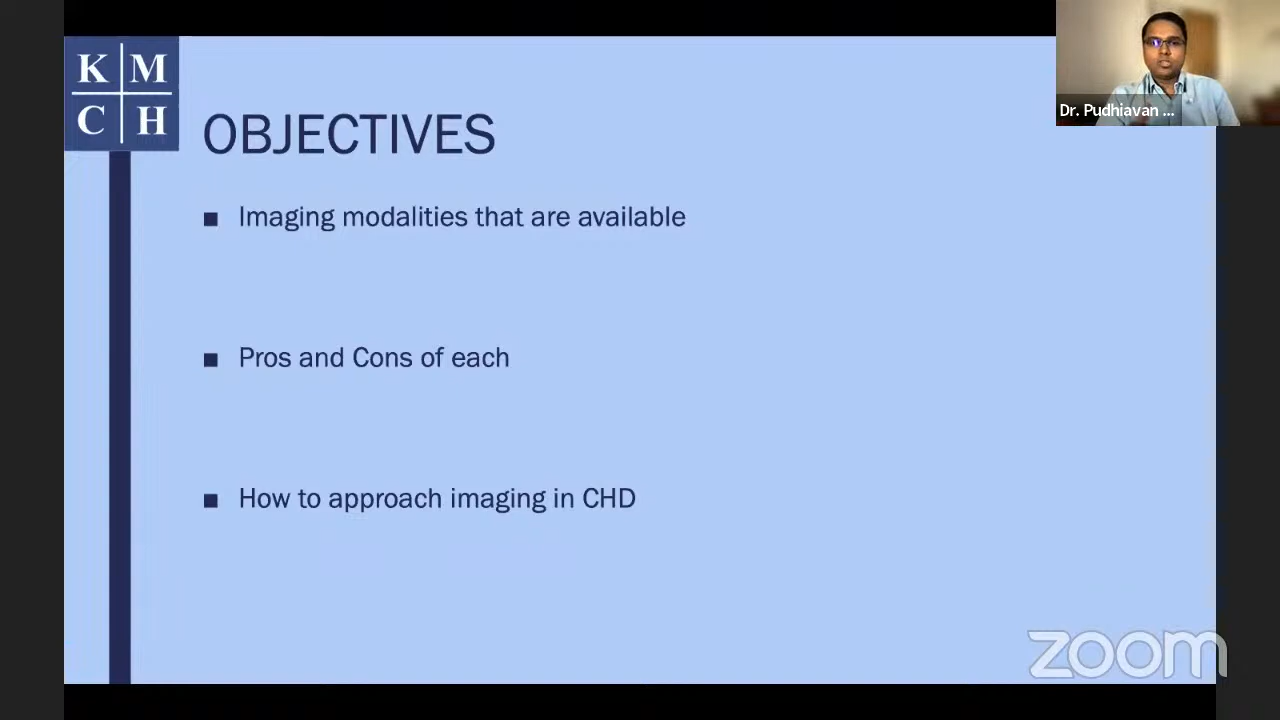 K M
C H
OBJECTIVES
■ Imaging modalities that are available
■ Pros and Cons of each
■ How to approach imaging in CHD
Dr. Pudhiavan ...
zoom